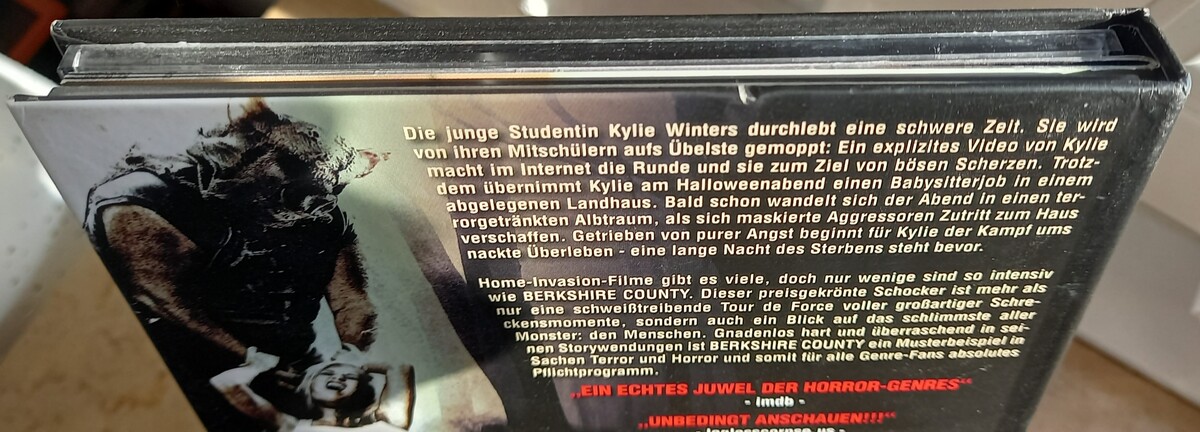 Die junge Studentin Kylie Winters durchlebt eine schwere Zeit. Sie wird
von ihren Mitschülern aufs Übelste gemoppt: Ein explizites Video von Kylie
macht im Internet die Runde und sie zum Ziel von bösen Scherzen. Trotz-
dem übernimmt Kylie am Halloweenabend einen Babysitterjob in einem
abgelegenen Landhaus. Bald schon wandelt sich der Abend in einen ter-
rorgetränkten Albtraum, als sich maskierte Aggressoren Zutritt zum Haus
verschaffen. Getrieben von purer Angst beginnt für Kylie der Kampf ums
nackte Überleben - eine lange Nacht des Sterbens steht bevor.
Home-Invasion-Filme gibt es viele, doch nur wenige sind so intensiv
wie BERKSHIRE COUNTY. Dieser preisgekrönte Schocker ist mehr als
nur eine schweißtreibende Tour de Force voller großartiger Schre-
ckensmomente, sondern auch ein Blick auf das schlimmste aller
Monster: den Menschen. Gnadenlos hart und überraschend in sei-
nen Storywendungen ist BERKSHIRE COUNTY ein Musterbeispiel in
Sachen Terror und Horror und somit für alle Genre-Fans absolutes
Pflichtprogramm.
„EIN ECHTES JUWEL DER HORROR-GENRES“
- imdb -
„UNBEDINGT ANSCHAUEN!!!“